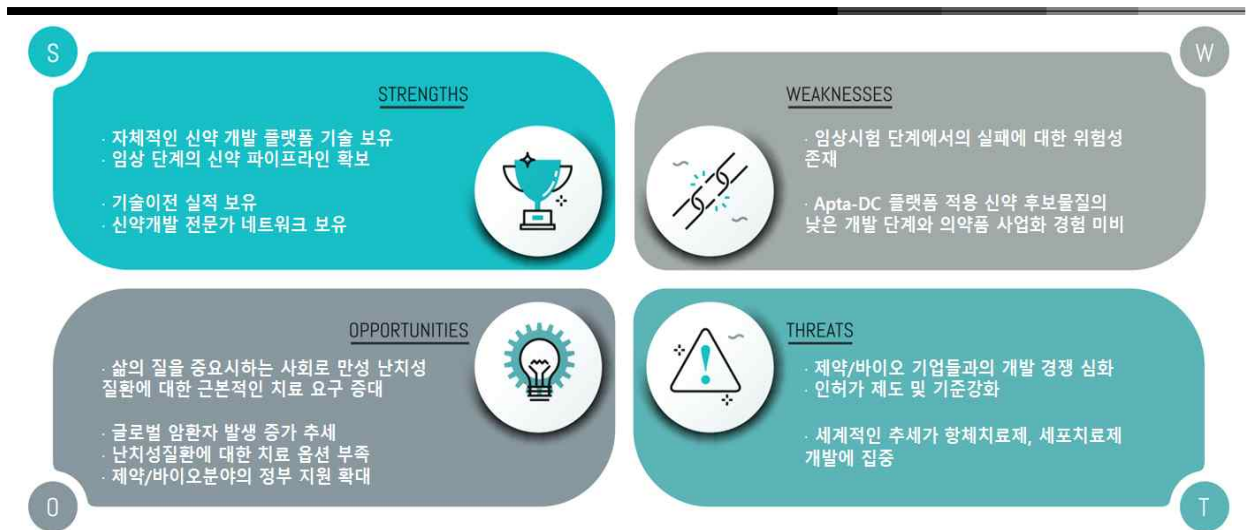 S
STRENGTHS
· 자체적인 신약 개발 플랫폼 기술 보유
· 임상 단계의 신약 파이프라인 확보
· 기술이전 실적 보유
· 신약개발 전문가 네트워크 보유
W
WEAKNESSES
· 임상시험 단계에서의 실패에 대한 위험성
존재
· Apta-DC 플랫폼 적용 신약 후보물질의
낮은 개발 단계와 의약품 사업화 경험 미비
O
OPPORTUNITIES
· 삶의 질을 중요시하는 사회로 만성 난치성
질환에 대한 근본적인 치료 요구 증대
· 글로벌 암환자 발생 증가 추세
· 난치성질환에 대한 치료 옵션 부족
· 제약/바이오분야의 정부 지원 확대
THREATS
· 제약/바이오 기업들과의 개발 경쟁 심화
· 인허가 제도 및 기준강화
· 세계적인 추세가 항체치료제, 세포치료제
개발에 집중
T